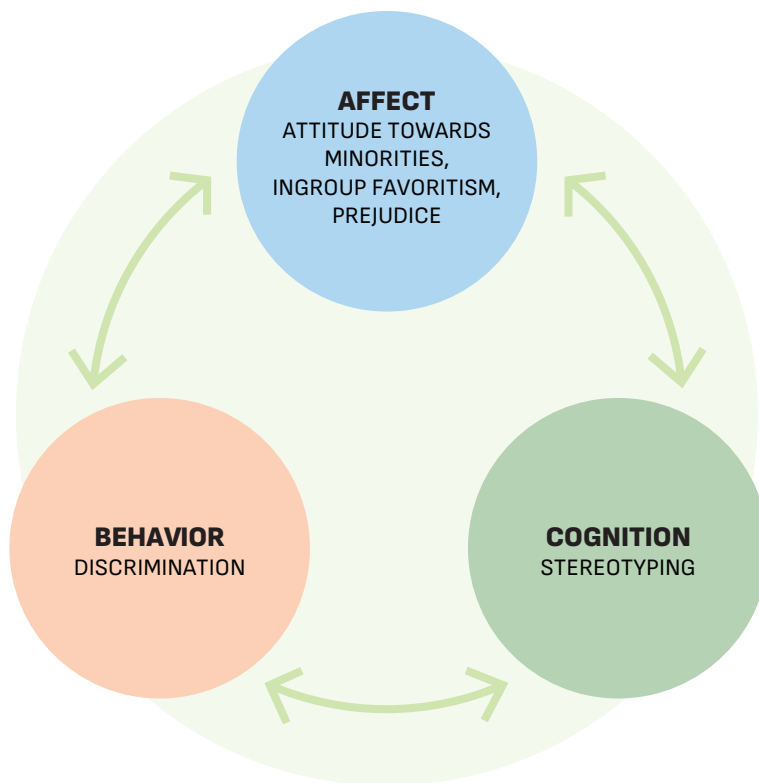 AFFECT
ATTITUDE TOWARDS
MINORITIES,
INGROUP FAVORITISM,
PREJUDICE
BEHAVIOR
DISCRIMINATION
COGNITION
STEREOTYPING